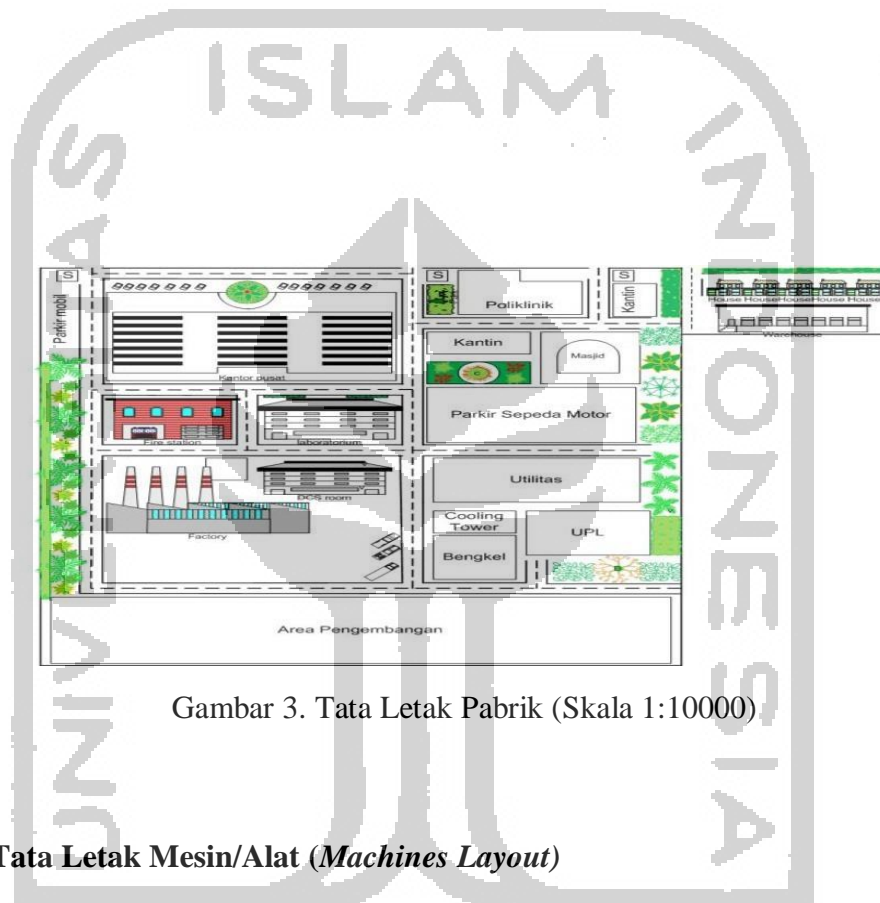 ISLAM
UNIVERSITAS
INDONESIA
S
S
S
Parkir mobil
Poliklinik
Kantin
House House House House House
Warehouse
Kantor pusat
Kantin
Masjid
Fire station
laboratorium
Parkir Sepeda Motor
DCS room
Factory
Utilitas
Cooling
Tower
UPL
Bengkel
Area Pengembangan
Gambar 3. Tata Letak Pabrik (Skala 1:10000)
Tata Letak Mesin/Alat (Machines Layout)